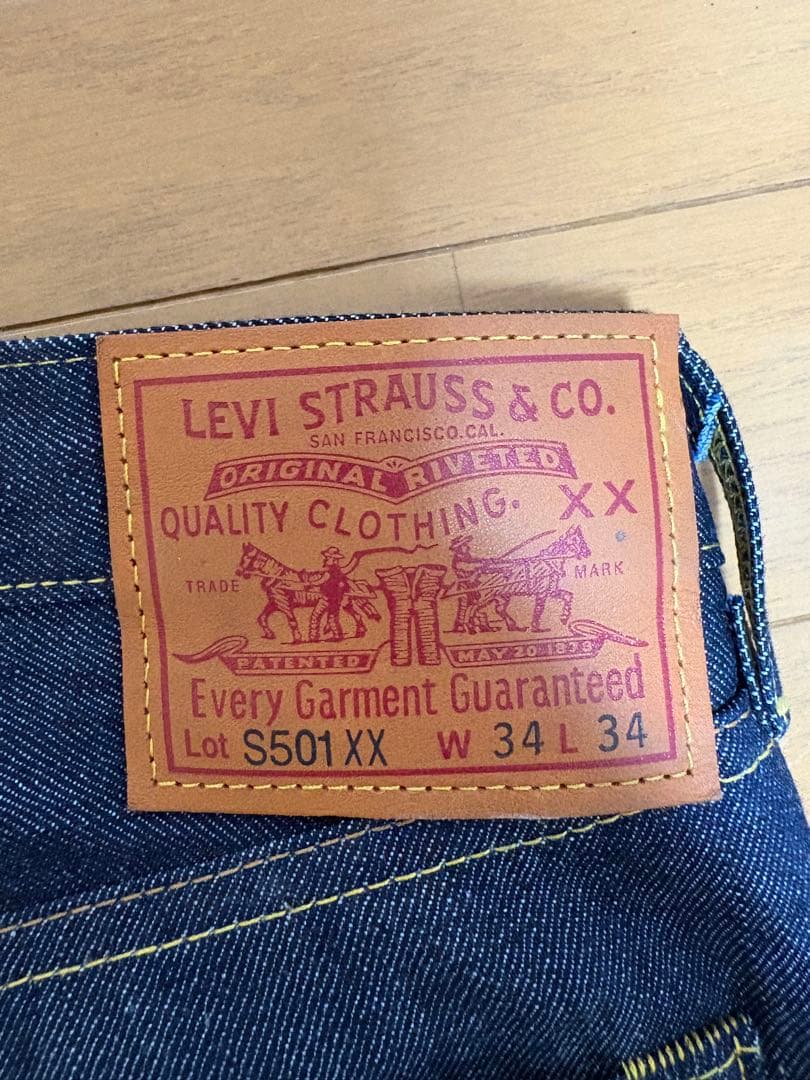 LEVI STRAUSS & CO.
SAN FRANCISCO.CAL.
ORIGINAL RIVETED
QUALITY CLOTHING. XX
TRADE MARK
PATENTED MAY 20 1873
Every Garment Guaranteed
Lot S501XX W 34 L 34